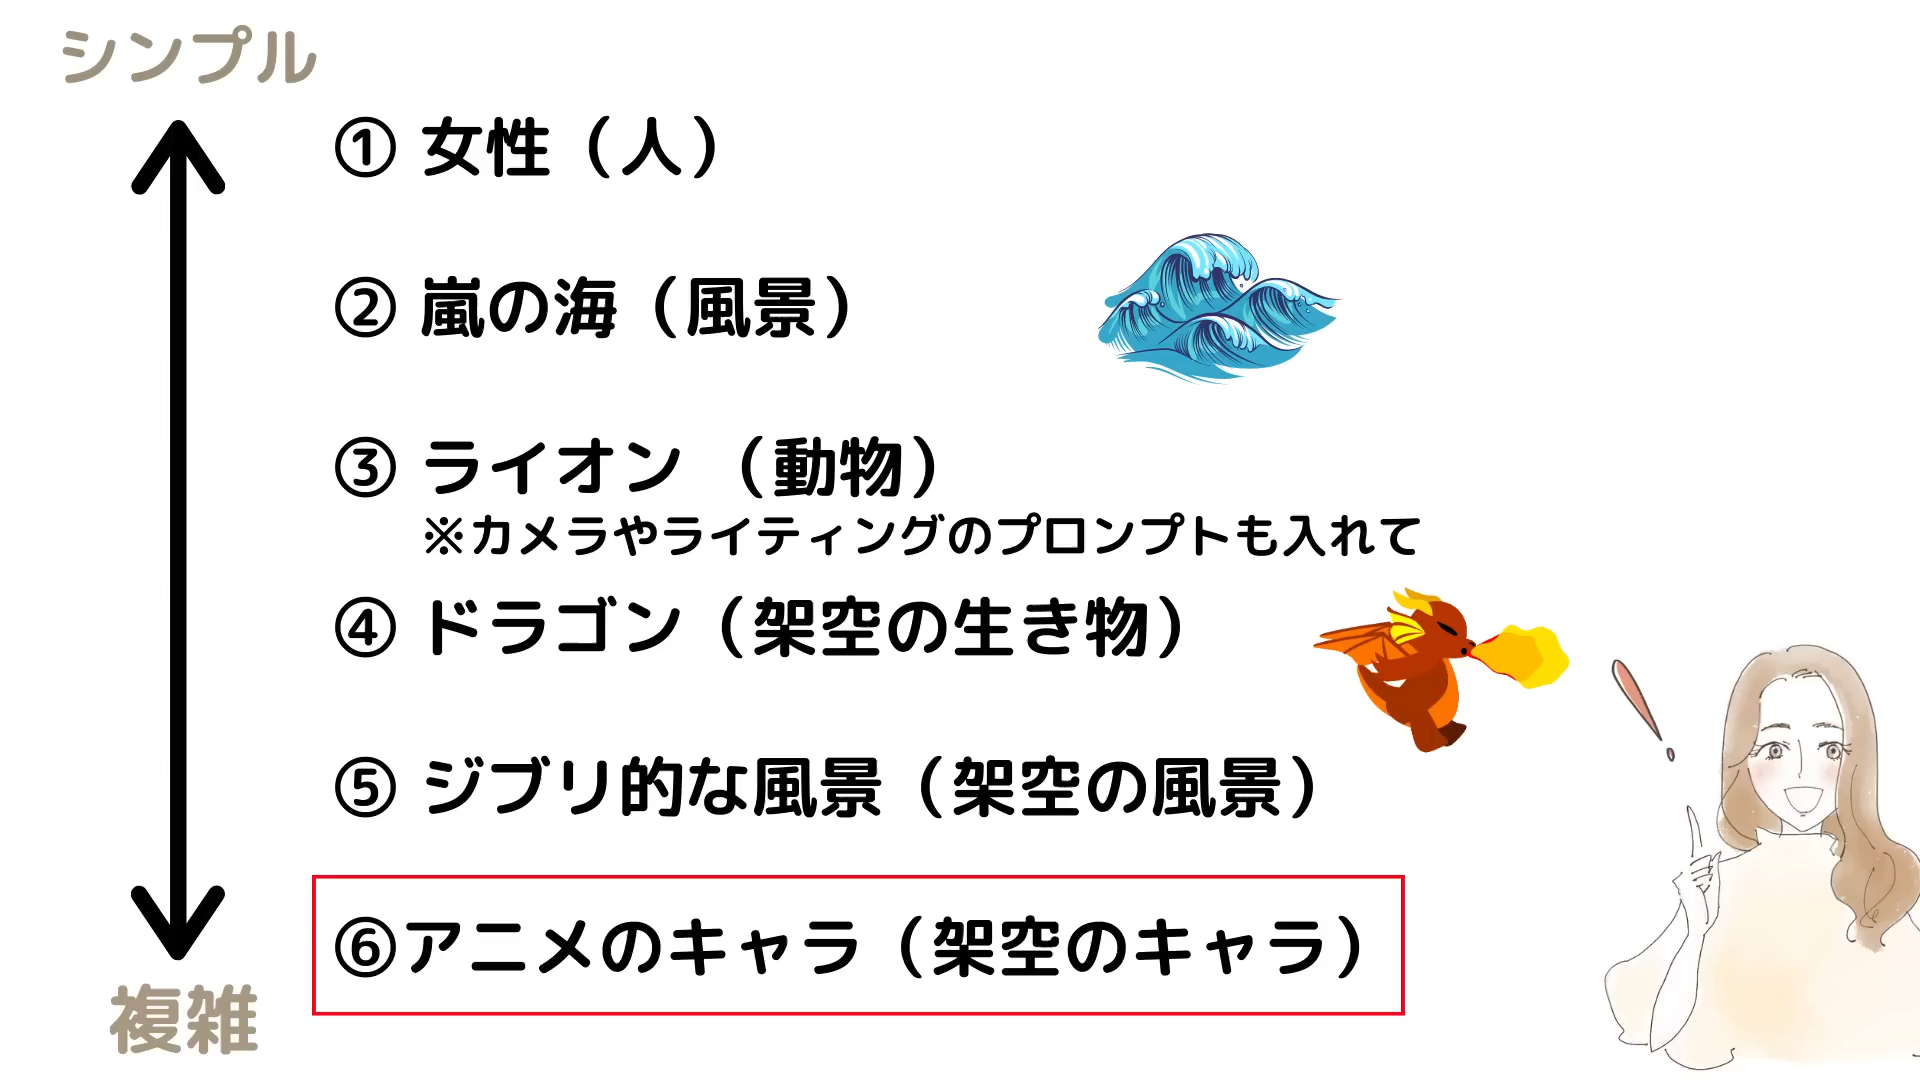 シンプル
① 女性（人）
② 嵐の海（風景）
③ ライオン （動物）
※カメラやライティングのプロンプトも入れて
④ ドラゴン（架空の生き物）
⑤ ジブリ的な風景（架空の風景）
⑥アニメのキャラ（架空のキャラ）
複雑